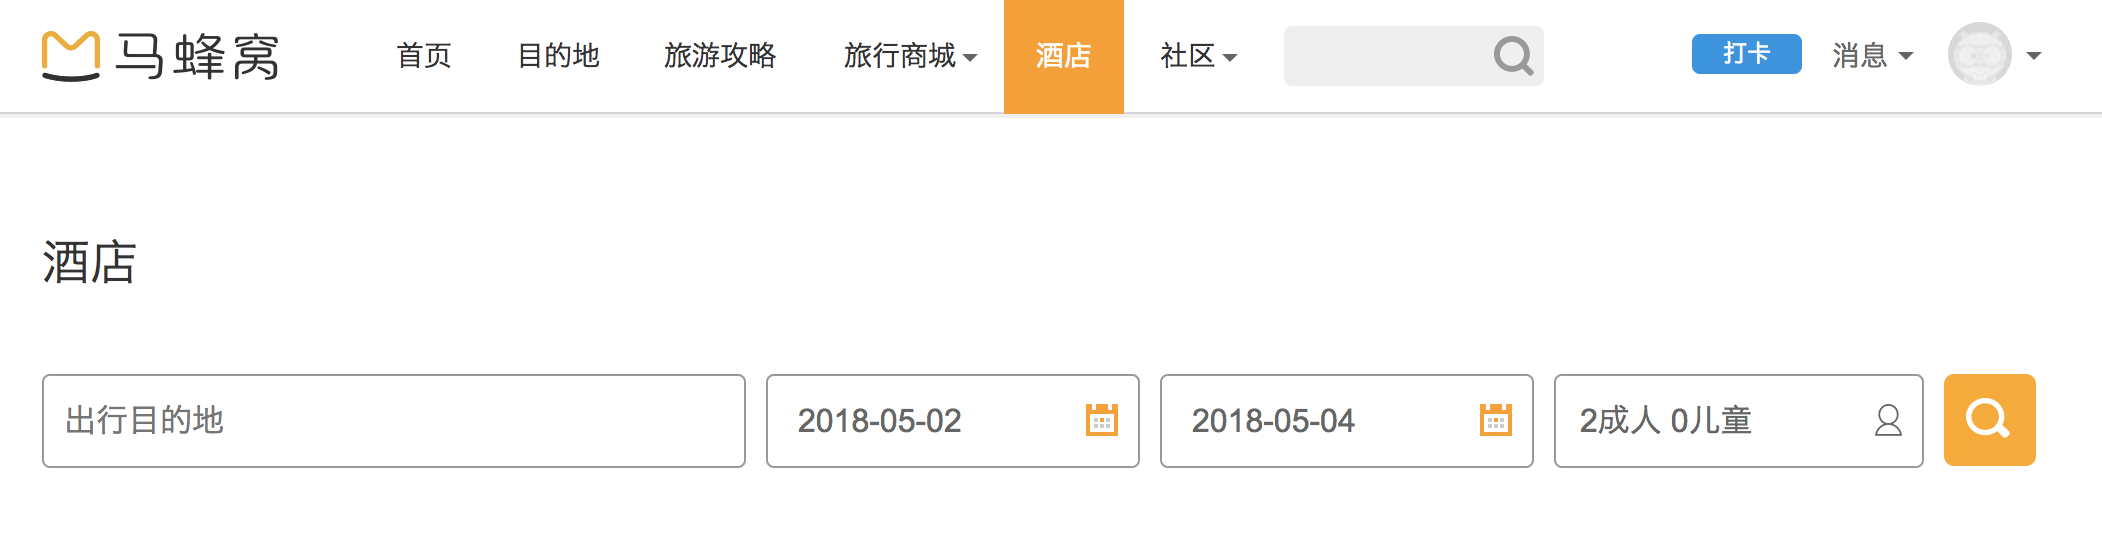 马蜂窝 首页 目的地 旅游攻略 旅行商城 酒店 社区 打卡 消息
酒店
出行目的地 2018-05-02 2018-05-04 2成人 0儿童